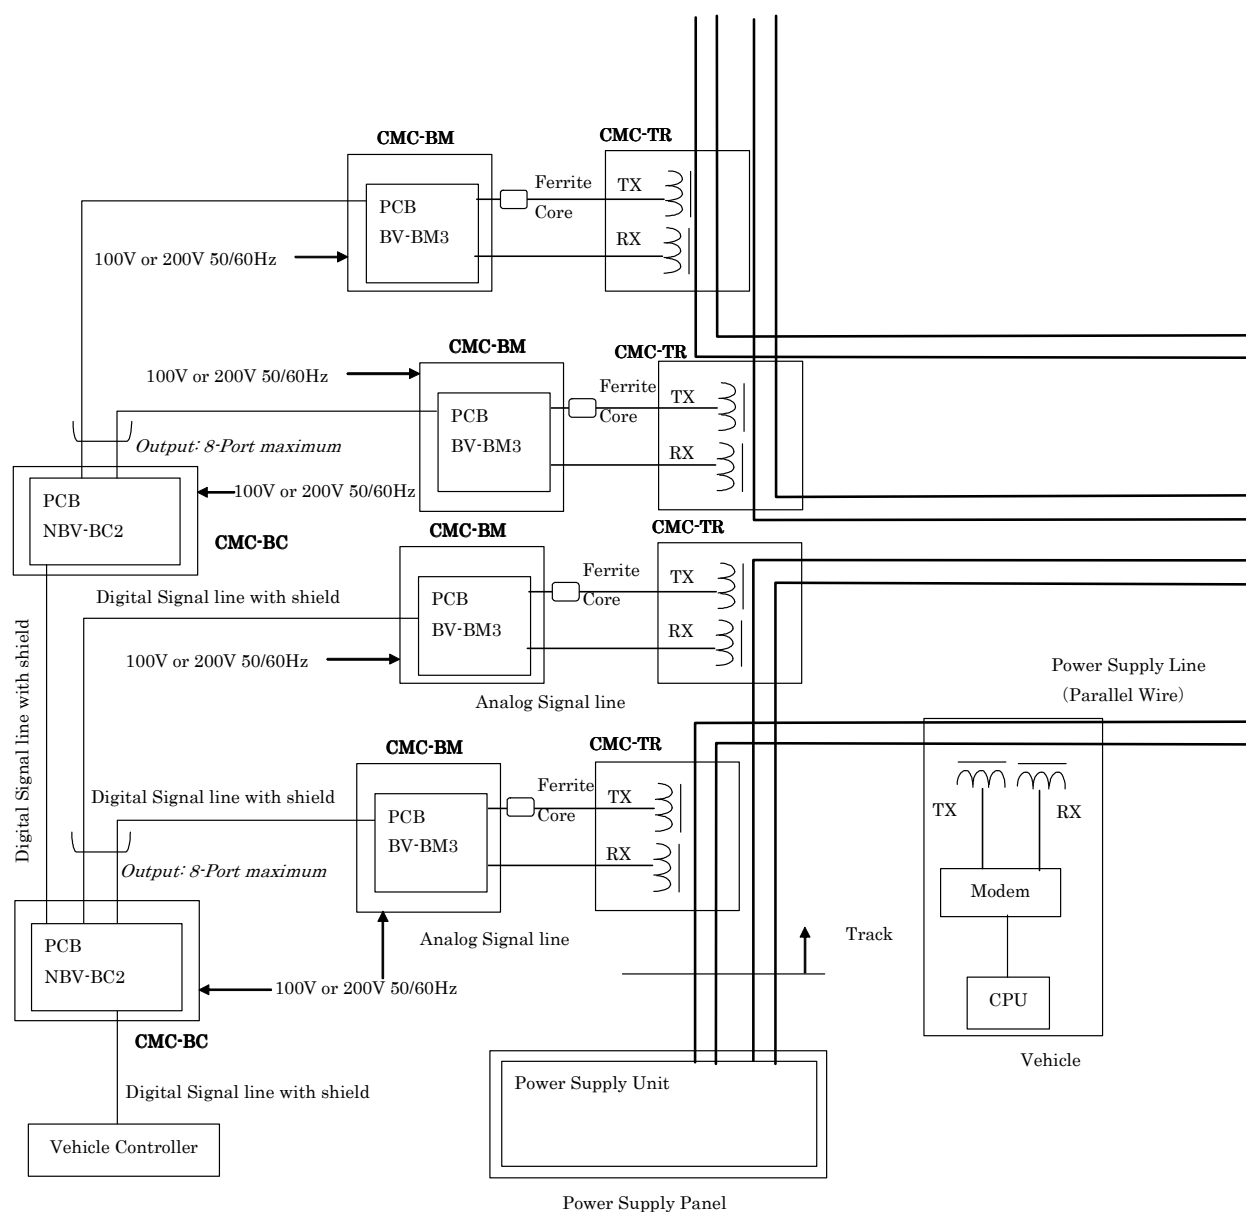 CMC-BM
CMC-TR
Ferrite
Core
TX
RX
PCB
BV-BM3
100V or 200V 50/60Hz
CMC-BM
CMC-TR
100V or 200V 50/60Hz
Ferrite
Core
TX
RX
PCB
BV-BM3
Output: 8-Port maximum
100V or 200V 50/60Hz
PCB
NBV-BC2
CMC-BC
CMC-BM
CMC-TR
Ferrite
Core
TX
RX
PCB
BV-BM3
Digital Signal line with shield
100V or 200V 50/60Hz
Analog Signal line
Digital Signal line with shield
Power Supply Line
(Parallel Wire)
CMC-BM
CMC-TR
Ferrite
Core
TX
RX
PCB
BV-BM3
Digital Signal line with shield
Output: 8-Port maximum
TX
RX
Modem
CPU
Vehicle
Analog Signal line
Track
PCB
NBV-BC2
100V or 200V 50/60Hz
CMC-BC
Digital Signal line with shield
Vehicle Controller
Power Supply Unit
Power Supply Panel